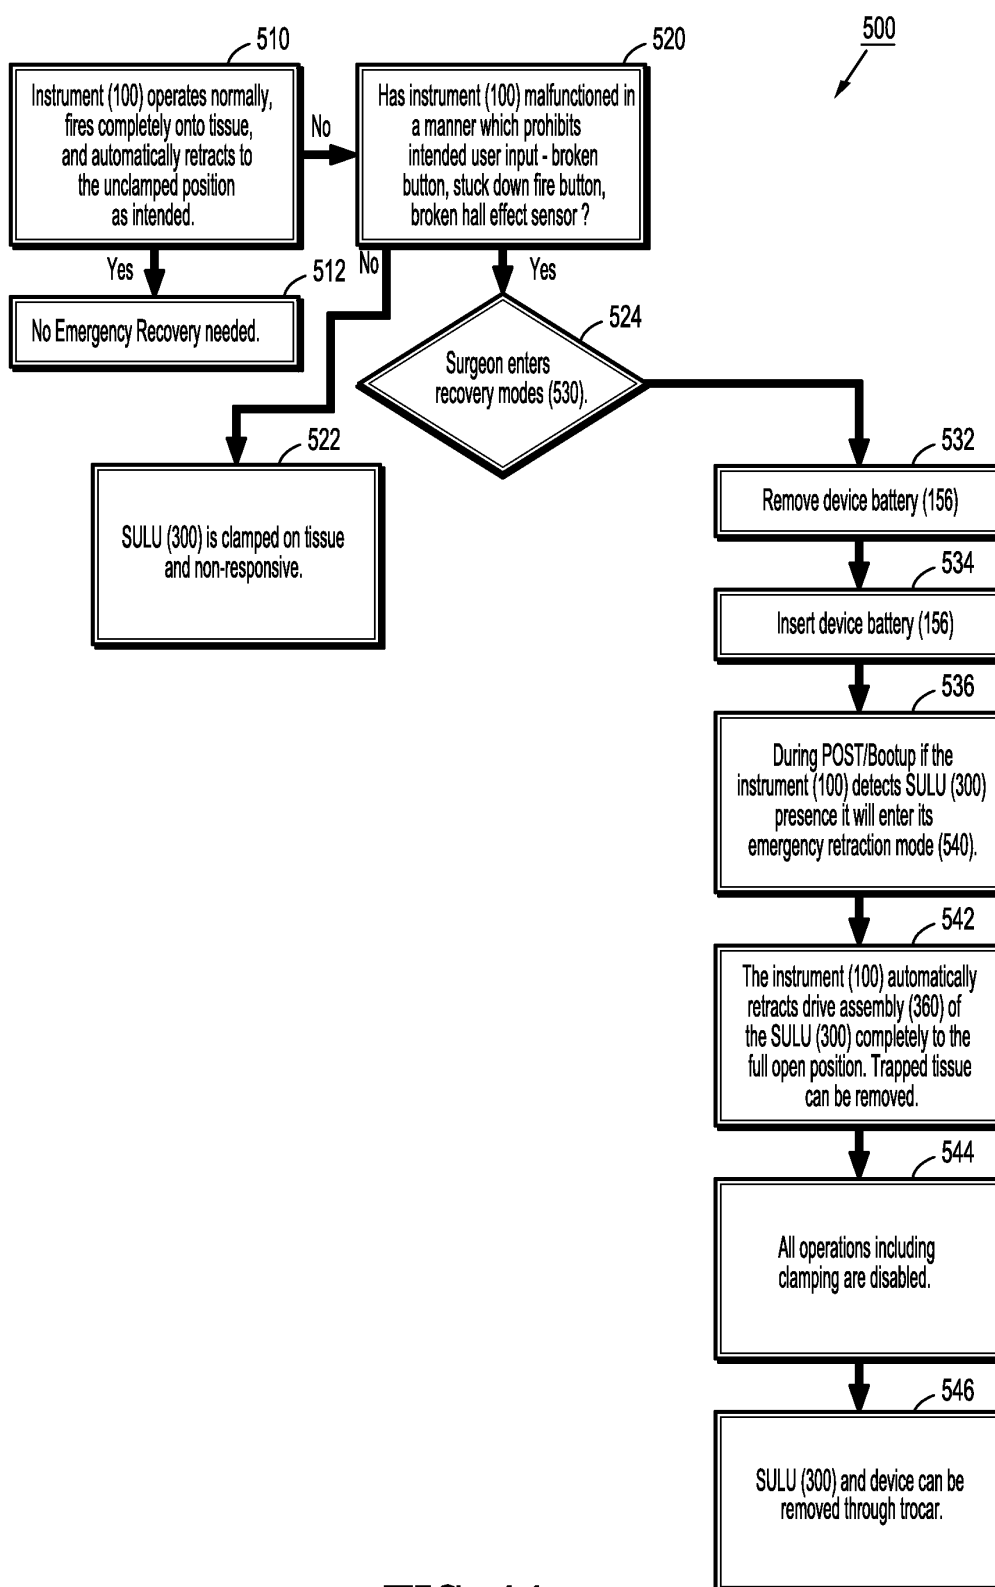 500
510
Instrument (100) operates normally,
fires completely onto tissue,
and automatically retracts to
the unclamped position
as intended.
No
520
Has instrument (100) malfunctioned in
a manner which prohibits
intended user input - broken
button, stuck down fire button,
broken hall effect sensor ?
Yes
512
No Emergency Recovery needed.
No
Yes
524
Surgeon enters
recovery modes (530).
522
SULU (300) is clamped on tissue
and non-responsive.
532
Remove device battery (156)
534
Insert device battery (156)
536
During POST/Bootup if the
instrument (100) detects SULU (300)
presence it will enter its
emergency retraction mode (540).
542
The instrument (100) automatically
retracts drive assembly (360) of
the SULU (300) completely to the
full open position. Trapped tissue
can be removed.
544
All operations including
clamping are disabled.
546
SULU (300) and device can be
removed through trocar.